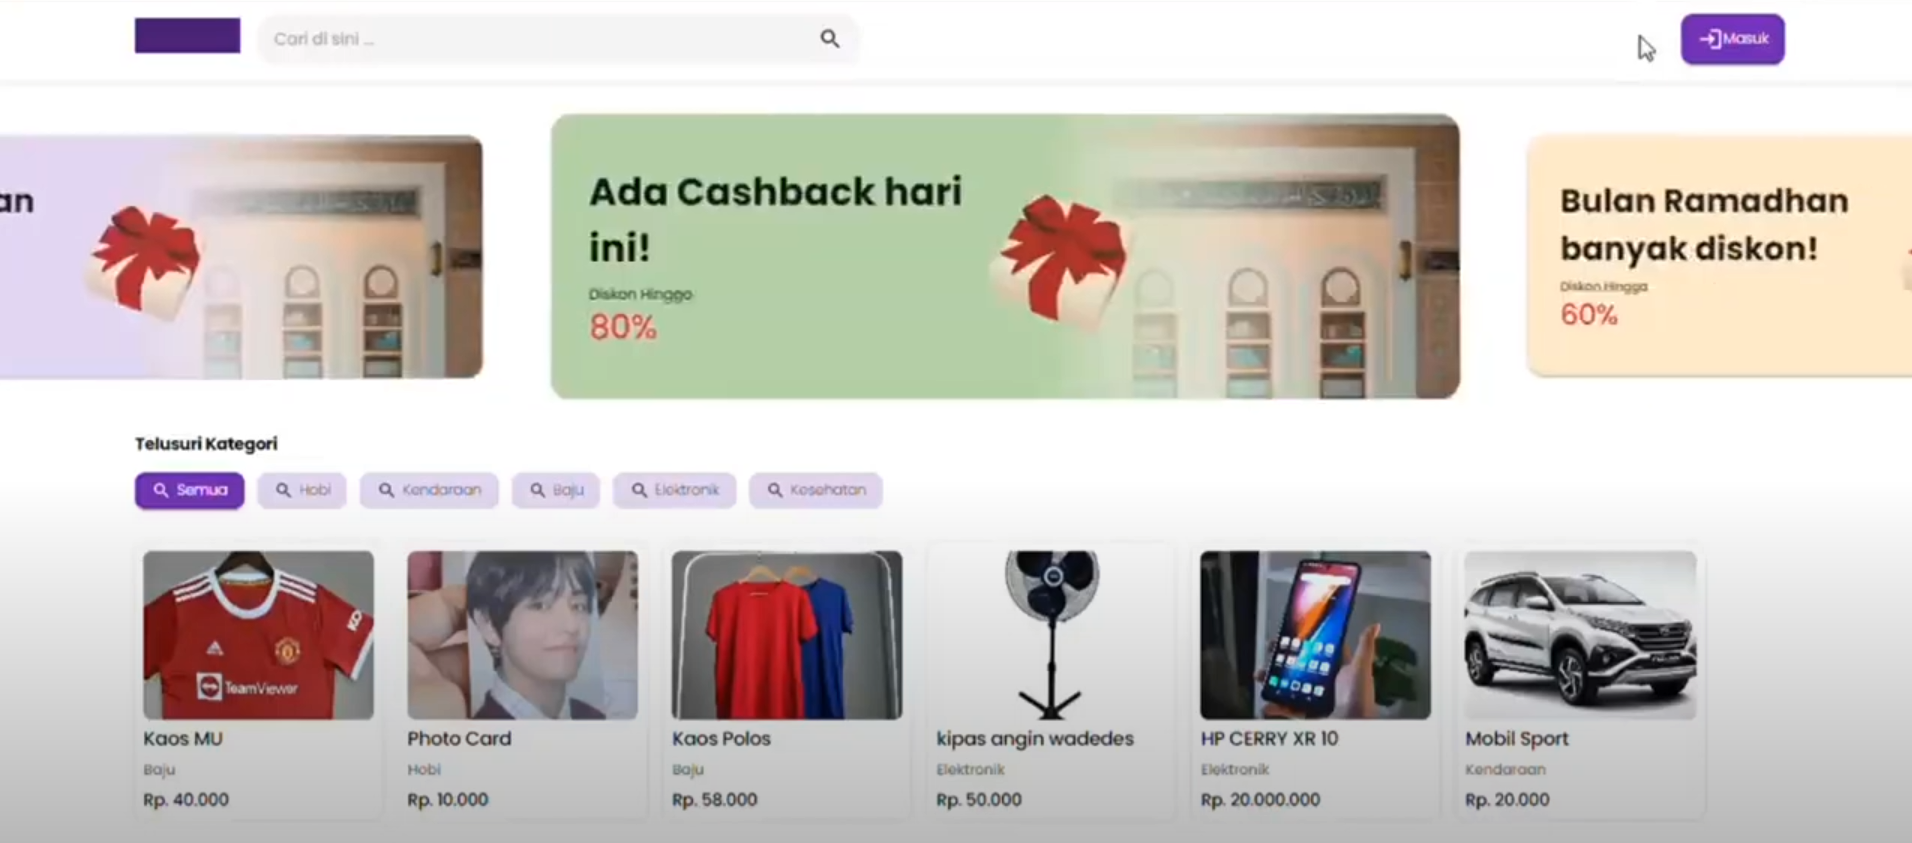 Cari di sini ...
Masuk
an
Ada Cashback hari
ini!
Diskon Hingga
80%
Bulan Ramadhan
banyak diskon!
Diskon Hingga
60%
Telusuri Kategori
Semua
Hobi
Kendaraan
Baju
Elektronik
Kesehatan
TeamViewer
Kaos MU
Baju
Rp. 40.000
Photo Card
Hobi
Rp. 10.000
Kaos Polos
Baju
Rp. 58.000
kipas angin wadedes
Elektronik
Rp. 50.000
HP CERRY XR 10
Elektronik
Rp. 20.000.000
Mobil Sport
Kendaraan
Rp. 20.000